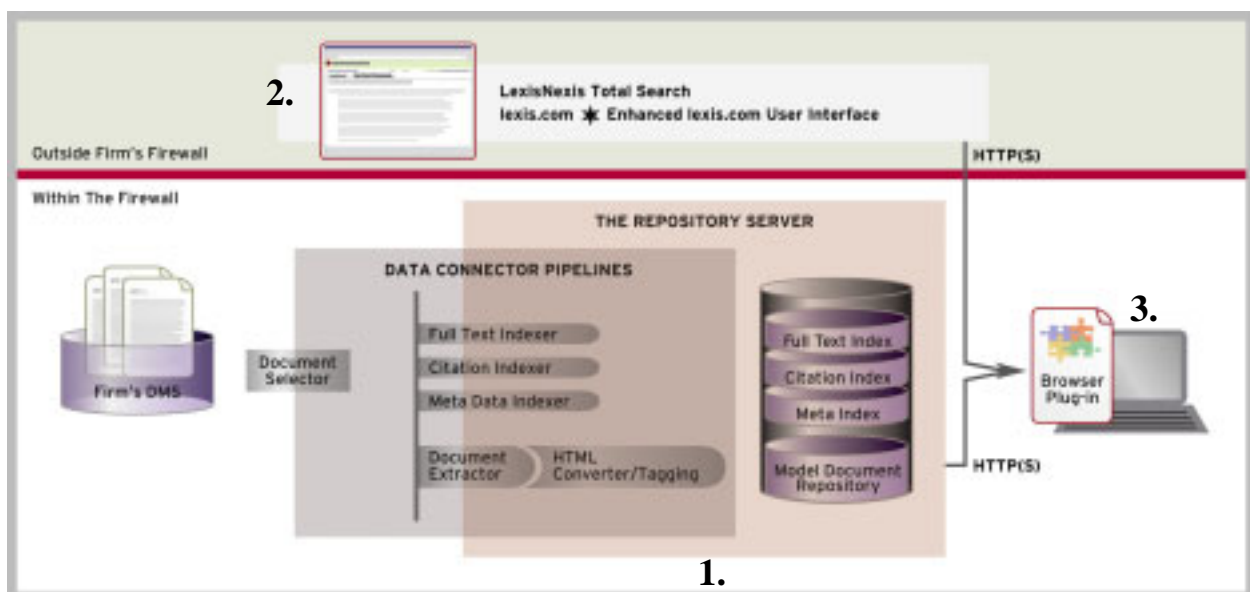 2.
LexisNexis Total Search
lexis.com ✶ Enhanced lexis.com User Interface
Outside Firm's Firewall
HTTP(S)
Within The Firewall
THE REPOSITORY SERVER
DATA CONNECTOR PIPELINES
Firm's DMS
Document
Selector
Full Text Indexer
Citation Indexer
Meta Data Indexer
Document
Extractor
HTML
Converter/Tagging
Full Text Index
Citation Index
Meta Index
Model Document
Repository
HTTP(S)
3.
Browser
Plug-in
1.